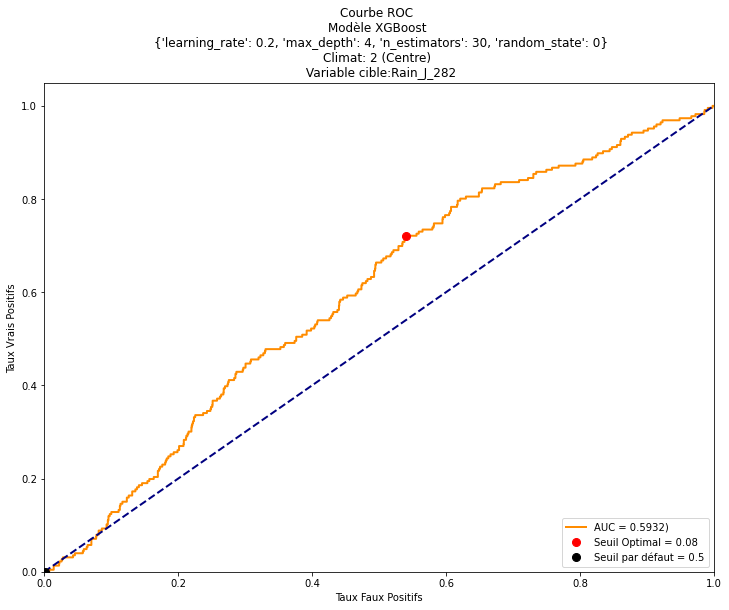 Courbe ROC
Modèle XGBoost
{'learning_rate': 0.2, 'max_depth': 4, 'n_estimators': 30, 'random_state': 0}
Climat: 2 (Centre)
Variable cible:Rain_J_282
1.0
0.8
0.6
0.4
0.2
0.0
Taux Vrais Positifs
AUC = 0.5932)
Seuil Optimal = 0.08
Seuil par défaut = 0.5
0.0 0.2 0.4 0.6 0.8 1.0
Taux Faux Positifs